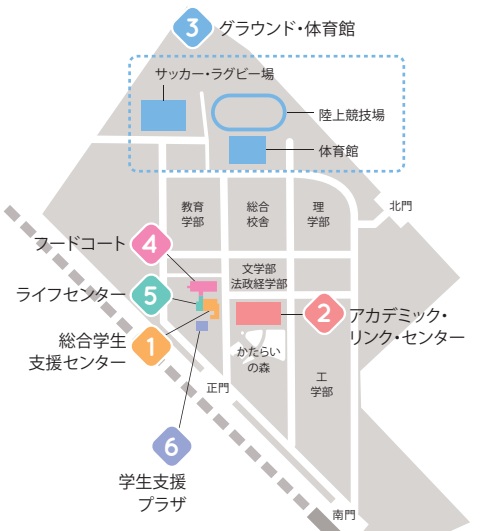 3 グラウンド・体育館
サッカー・ラグビー場
陸上競技場
体育館
教育
学部
総合
校舎
理
学部
北門
フードコート 4
文学部
法政経学部
ライフセンター 5
2 アカデミック・
リンク・センター
総合学生
支援センター 1
かたらい
の森
工
学部
正門
6
学生支援
プラザ
南門